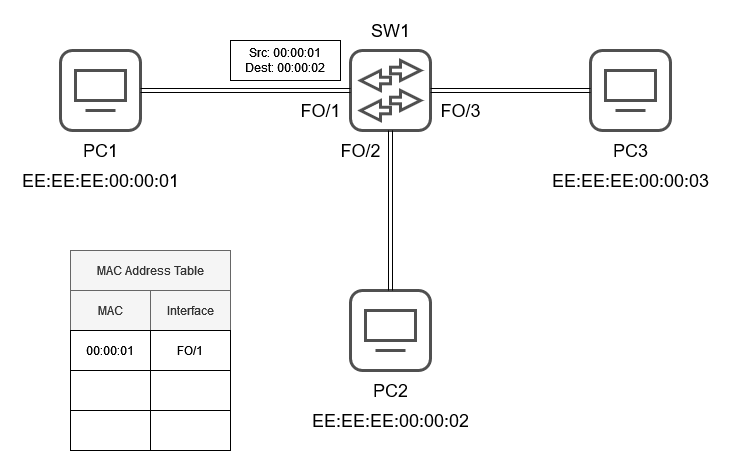 SW1
Src: 00:00:01
Dest: 00:00:02
FO/1
FO/3
FO/2
PC1
EE:EE:EE:00:00:01
PC3
EE:EE:EE:00:00:03
MAC Address Table
MAC Interface
00:00:01 FO/1
PC2
EE:EE:EE:00:00:02